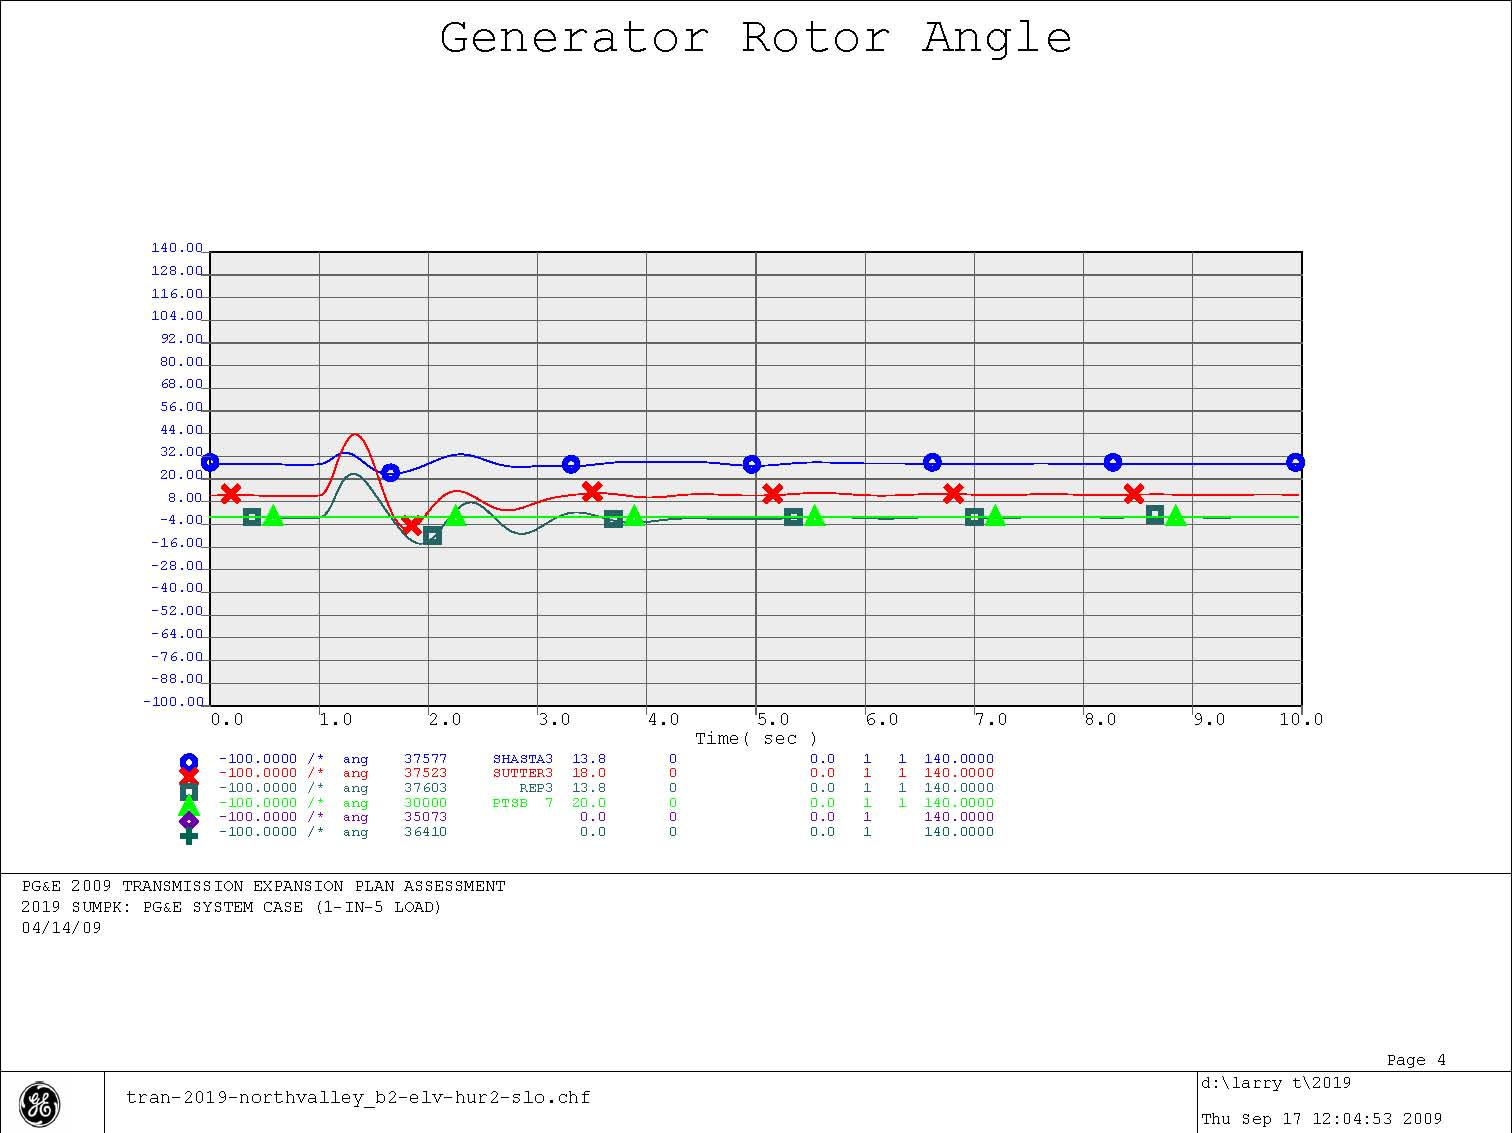 Generator Rotor Angle
140.00
128.00
116.00
104.00
92.00
80.00
68.00
56.00
44.00
32.00
20.00
8.00
-4.00
-16.00
-28.00
-40.00
-52.00
-64.00
-76.00
-88.00
-100.00
0.0 1.0 2.0 3.0 4.0 5.0 6.0 7.0 8.0 9.0 10.0
Time( sec )
-100.0000 /* ang 37577 SHASTA3 13.8 0 0.0 1 1 140.0000
-100.0000 /* ang 37523 SUTTER3 18.0 0 0.0 1 1 140.0000
-100.0000 /* ang 37603 REP3 13.8 0 0.0 1 1 140.0000
-100.0000 /* ang 30000 PTSB 7 20.0 0 0.0 1 1 140.0000
-100.0000 /* ang 35073 0.0 0 0.0 1 140.0000
-100.0000 /* ang 36410 0.0 0 0.0 1 140.0000
PG&E 2009 TRANSMISSION EXPANSION PLAN ASSESSMENT
2019 SUMPK: PG&E SYSTEM CASE (1-IN-5 LOAD)
04/14/09
Page 4
GE
tran-2019-northvalley_b2-elv-hur2-slo.chf
d:\larry t\2019
Thu Sep 17 12:04:53 2009